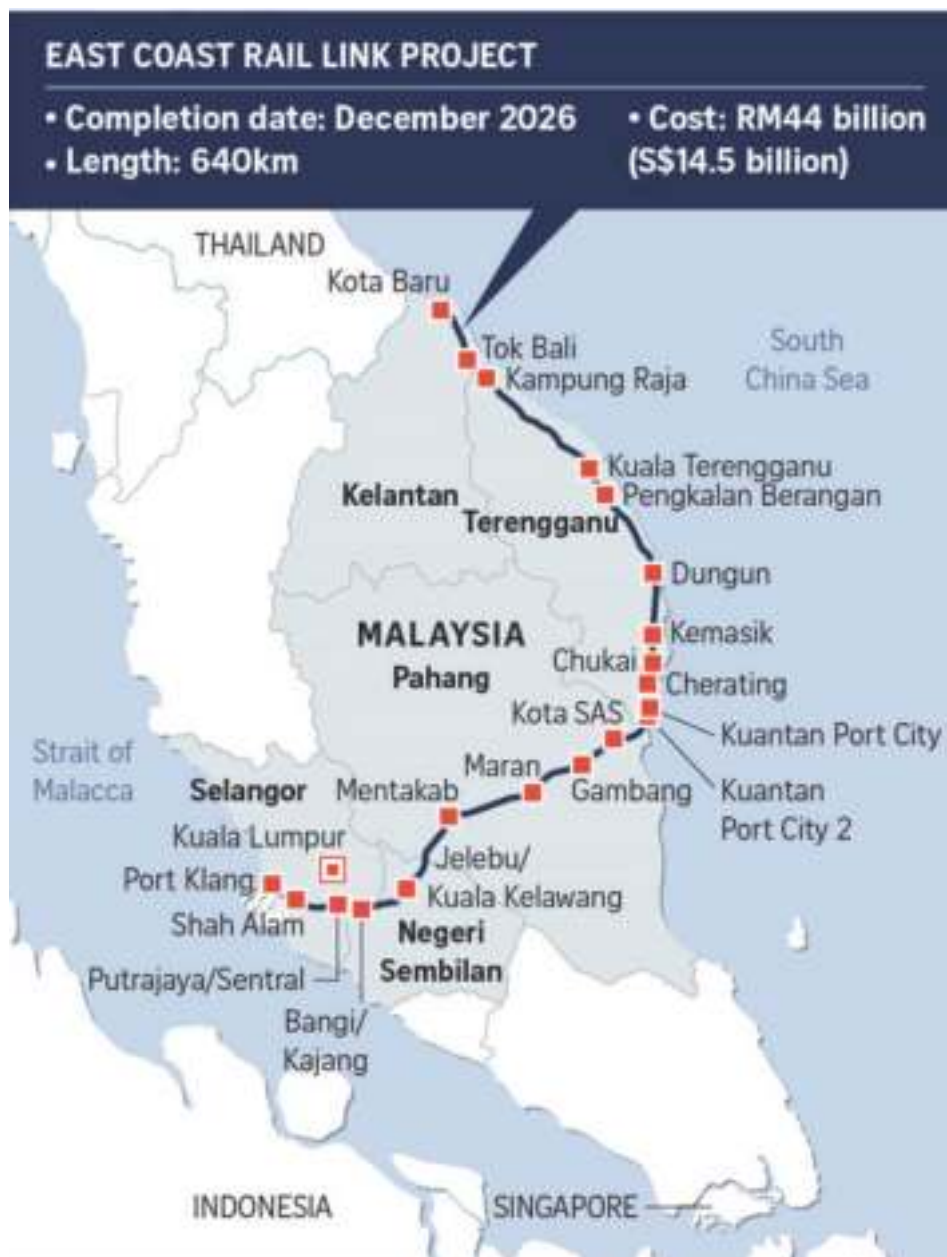 EAST COAST RAIL LINK PROJECT
• Completion date: December 2026
• Length: 640km
• Cost: RM44 billion
(S$14.5 billion)
THAILAND
Kota Baru
Tok Bali
Kampung Raja
South
China Sea
Kuala Terengganu
Pengkalan Berangan
Kelantan
Terengganu
Dungun
MALAYSIA
Pahang
Kemasik
Chukai
Cherating
Kota SAS
Kuantan Port City
Strait of
Malacca
Maran
Gambang
Kuantan
Port City 2
Selangor
Mentakab
Kuala Lumpur
Jelebu/
Kuala Kelawang
Port Klang
Shah Alam
Negeri
Sembilan
Putrajaya/Sentral
Bangi/
Kajang
INDONESIA
SINGAPORE